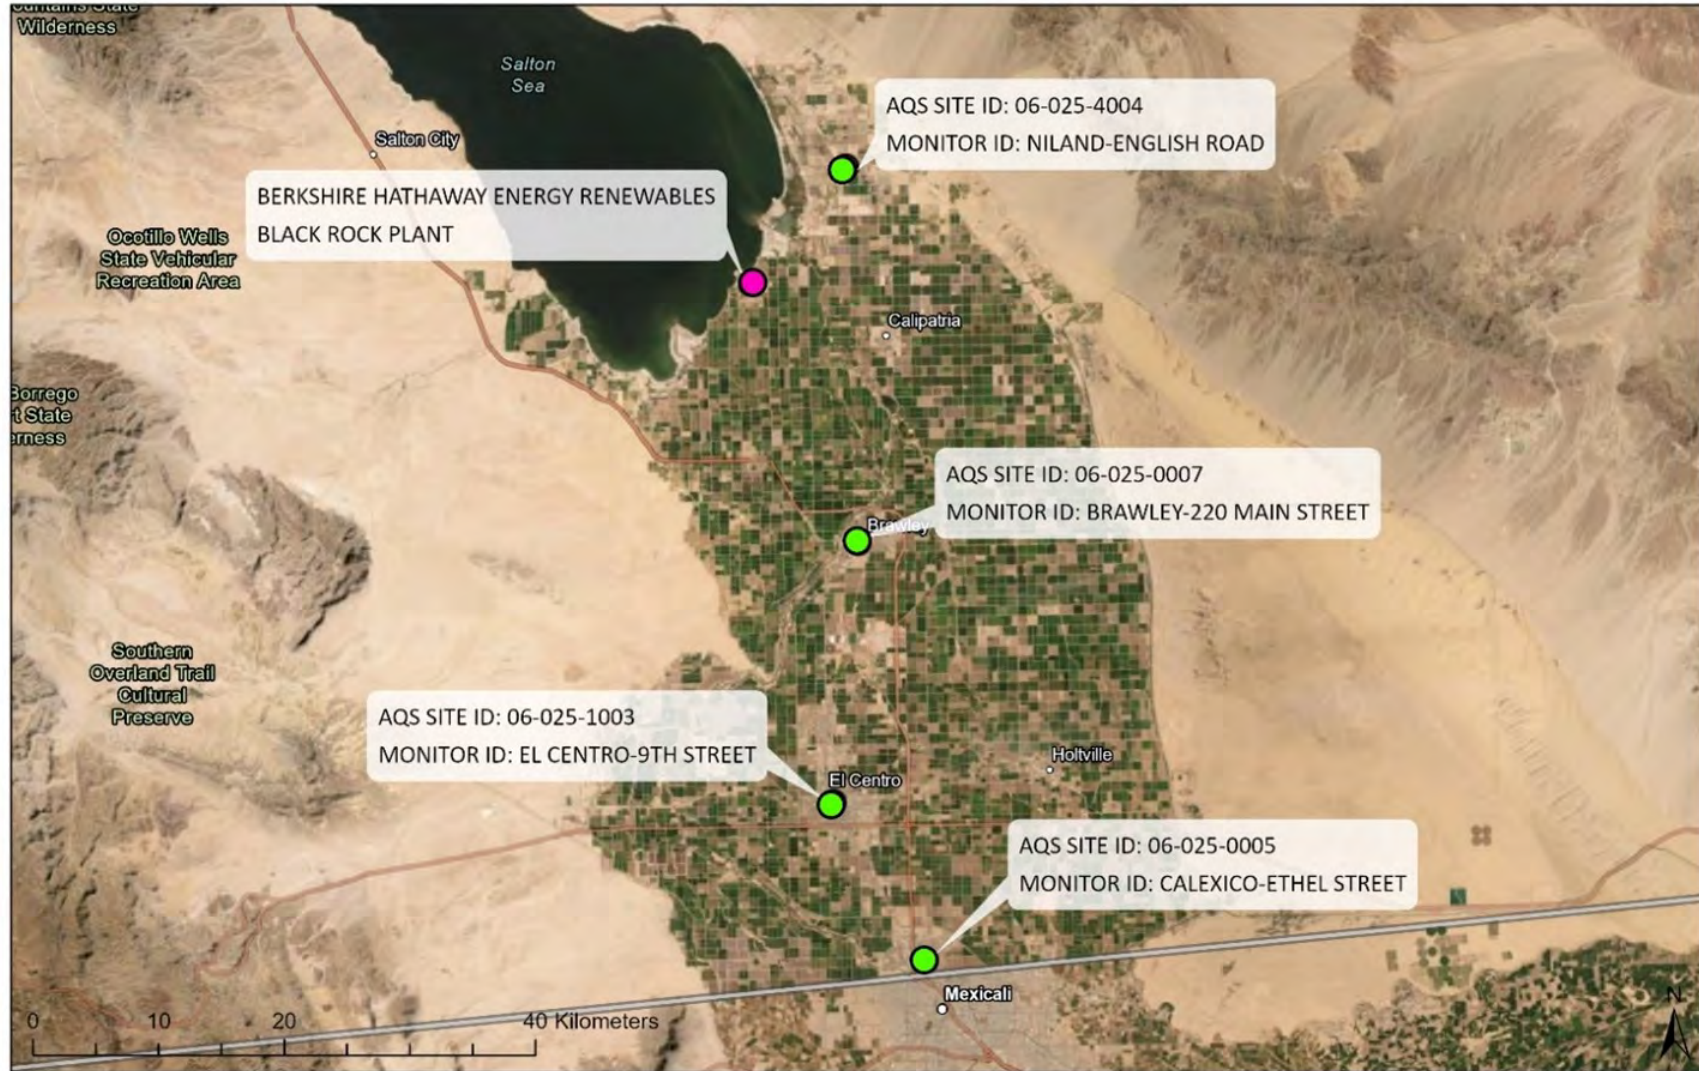 ountains State
Wilderness
Salton
Sea
AQS SITE ID: 06-025-4004
MONITOR ID: NILAND-ENGLISH ROAD
Salton City
BERKSHIRE HATHAWAY ENERGY RENEWABLES
BLACK ROCK PLANT
Ocotillo Wells
State Vehicular
Recreation Area
Calipatria
Borrego
t State
erness
AQS SITE ID: 06-025-0007
MONITOR ID: BRAWLEY-220 MAIN STREET
Brawley
Southern
Overland Trail
Cultural
Preserve
AQS SITE ID: 06-025-1003
MONITOR ID: EL CENTRO-9TH STREET
Holtville
El Centro
AQS SITE ID: 06-025-0005
MONITOR ID: CALEXICO-ETHEL STREET
Mexicali
N
0 10 20 40 Kilometers